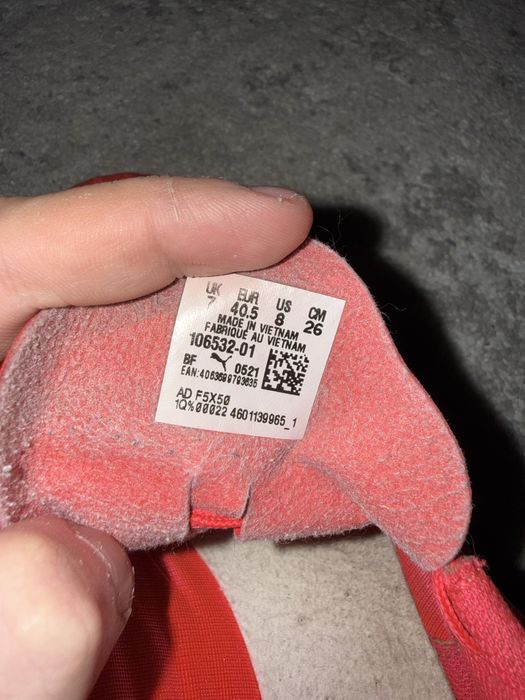 UK EUR US CM
7 40.5 8 26
MADE IN VIETNAM
FABRIQUE AU VIETNAM
106532-01
BF 0521
EAN:4063699793635
AD F5X50
1Q%00022 4601139965_1